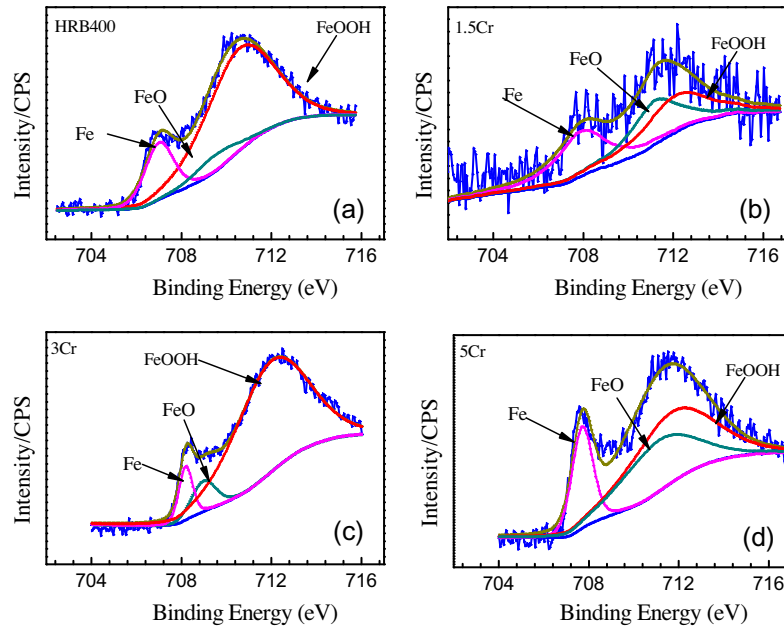 HRB400
FeOOH
FeO
Fe
(a)
Intensity/CPS
704 708 712 716
Binding Energy (eV)
1.5Cr
FeOOH
FeO
Fe
(b)
Intensity/CPS
704 708 712 716
Binding Energy (eV)
3Cr
FeOOH
FeO
Fe
(c)
Intensity/CPS
704 708 712 716
Binding Energy (eV)
5Cr
FeOOH
FeO
Fe
(d)
Intensity/CPS
704 708 712 716
Binding Energy (eV)